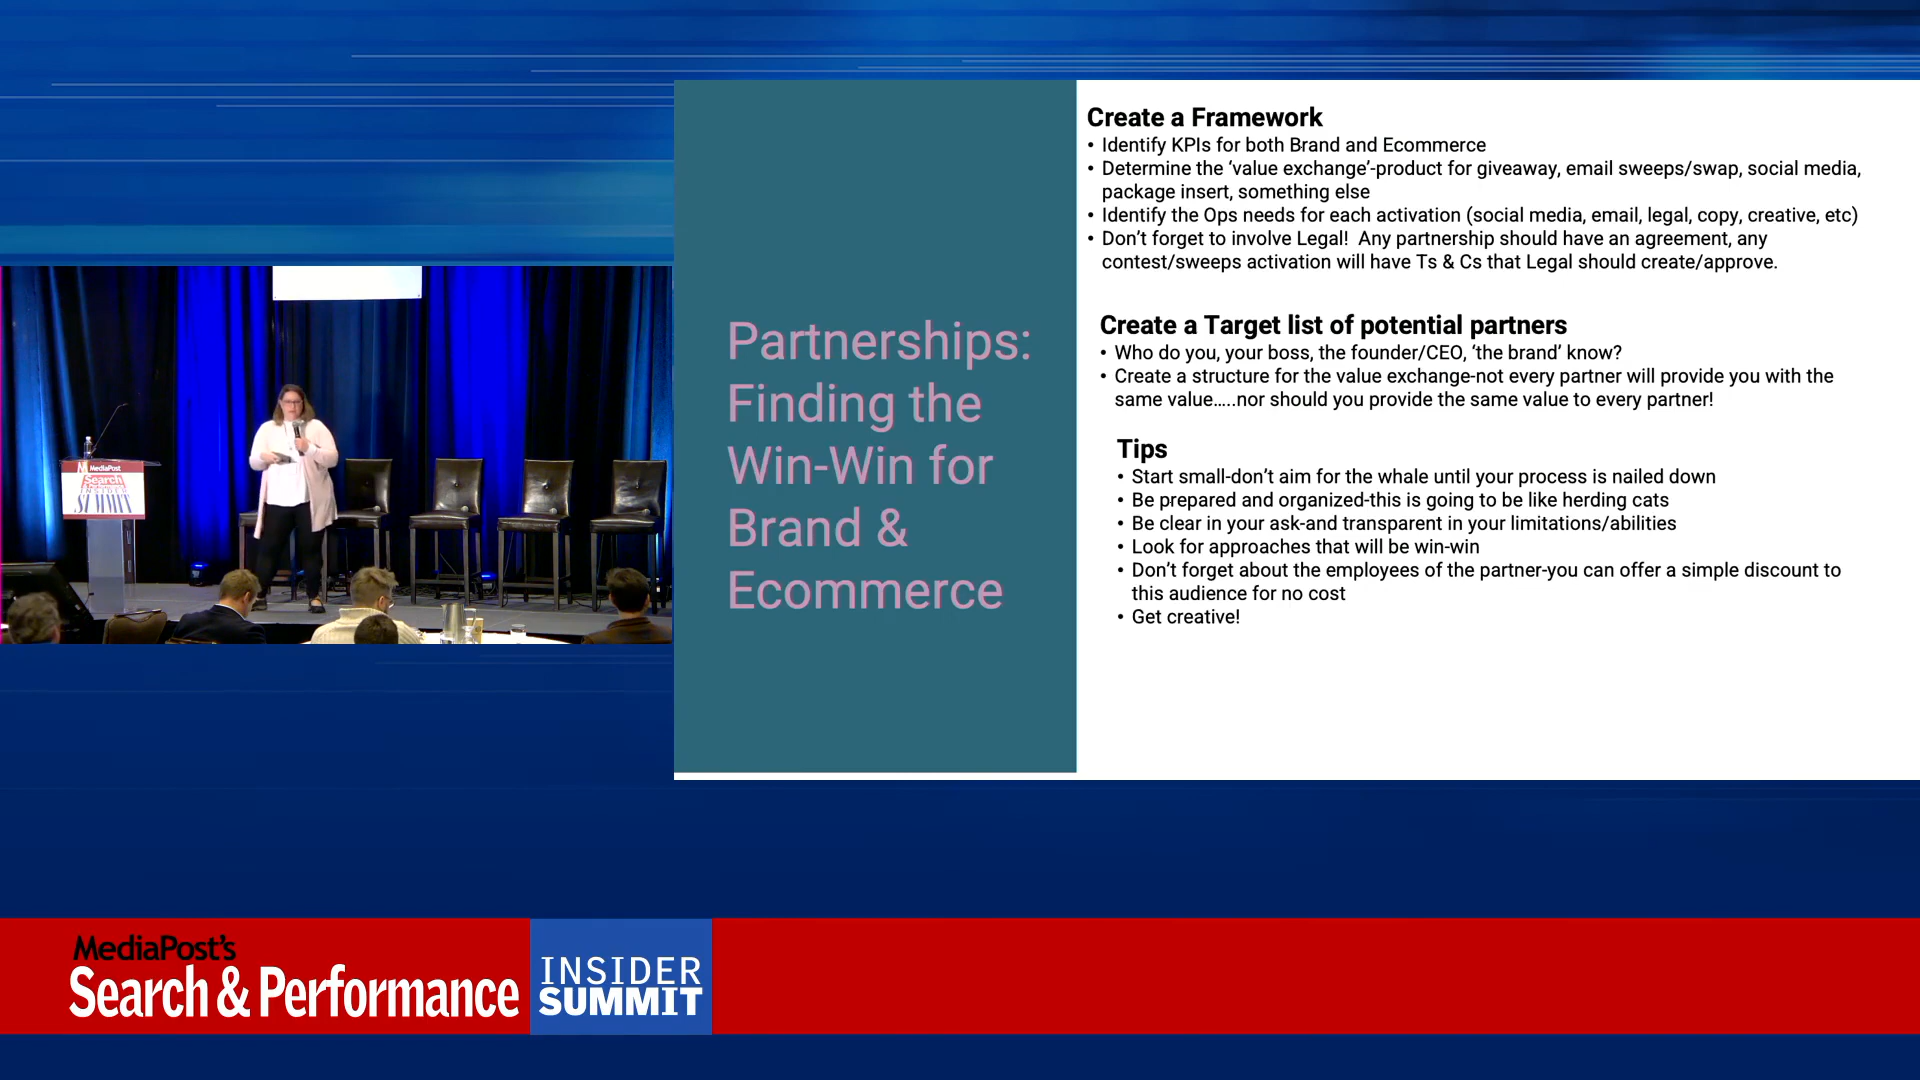 Partnerships:
Finding the
Win-Win for
Brand &
Ecommerce
Create a Framework
• Identify KPIs for both Brand and Ecommerce
• Determine the ‘value exchange’-product for giveaway, email sweeps/swap, social media,
package insert, something else
• Identify the Ops needs for each activation (social media, email, legal, copy, creative, etc)
• Don’t forget to involve Legal!  Any partnership should have an agreement, any
contest/sweeps activation will have Ts & Cs that Legal should create/approve.
Create a Target list of potential partners
• Who do you, your boss, the founder/CEO, ‘the brand’ know?
• Create a structure for the value exchange-not every partner will provide you with the
same value…..nor should you provide the same value to every partner!
Tips
• Start small-don’t aim for the whale until your process is nailed down
• Be prepared and organized-this is going to be like herding cats
• Be clear in your ask-and transparent in your limitations/abilities
• Look for approaches that will be win-win
• Don’t forget about the employees of the partner-you can offer a simple discount to
this audience for no cost
• Get creative!
MediaPost
Search
INSIDER
SUMMIT
MediaPost’s
Search & Performance
INSIDER
SUMMIT